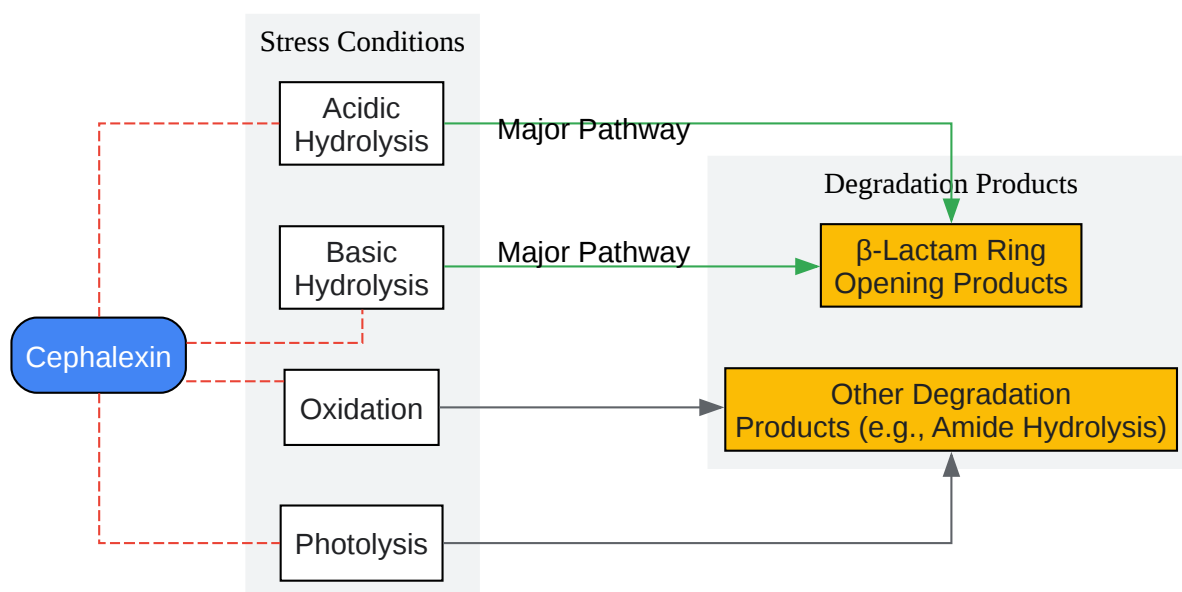 Stress Conditions
Acidic
Hydrolysis
Major Pathway
Degradation Products
Basic
Hydrolysis
Major Pathway
β-Lactam Ring
Opening Products
Cephalexin
Oxidation
Other Degradation
Products (e.g., Amide Hydrolysis)
Photolysis